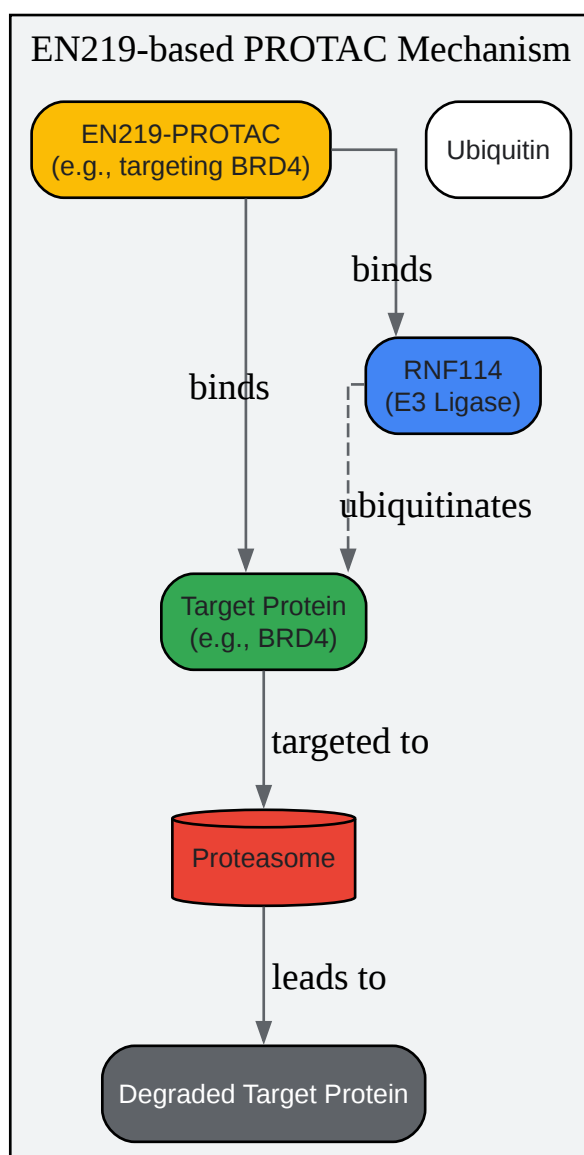 EN219-based PROTAC Mechanism
EN219-PROTAC
(e.g., targeting BRD4)
Ubiquitin
binds
RNF114
(E3 Ligase)
binds
ubiquitinates
Target Protein
(e.g., BRD4)
targeted to
Proteasome
leads to
Degraded Target Protein